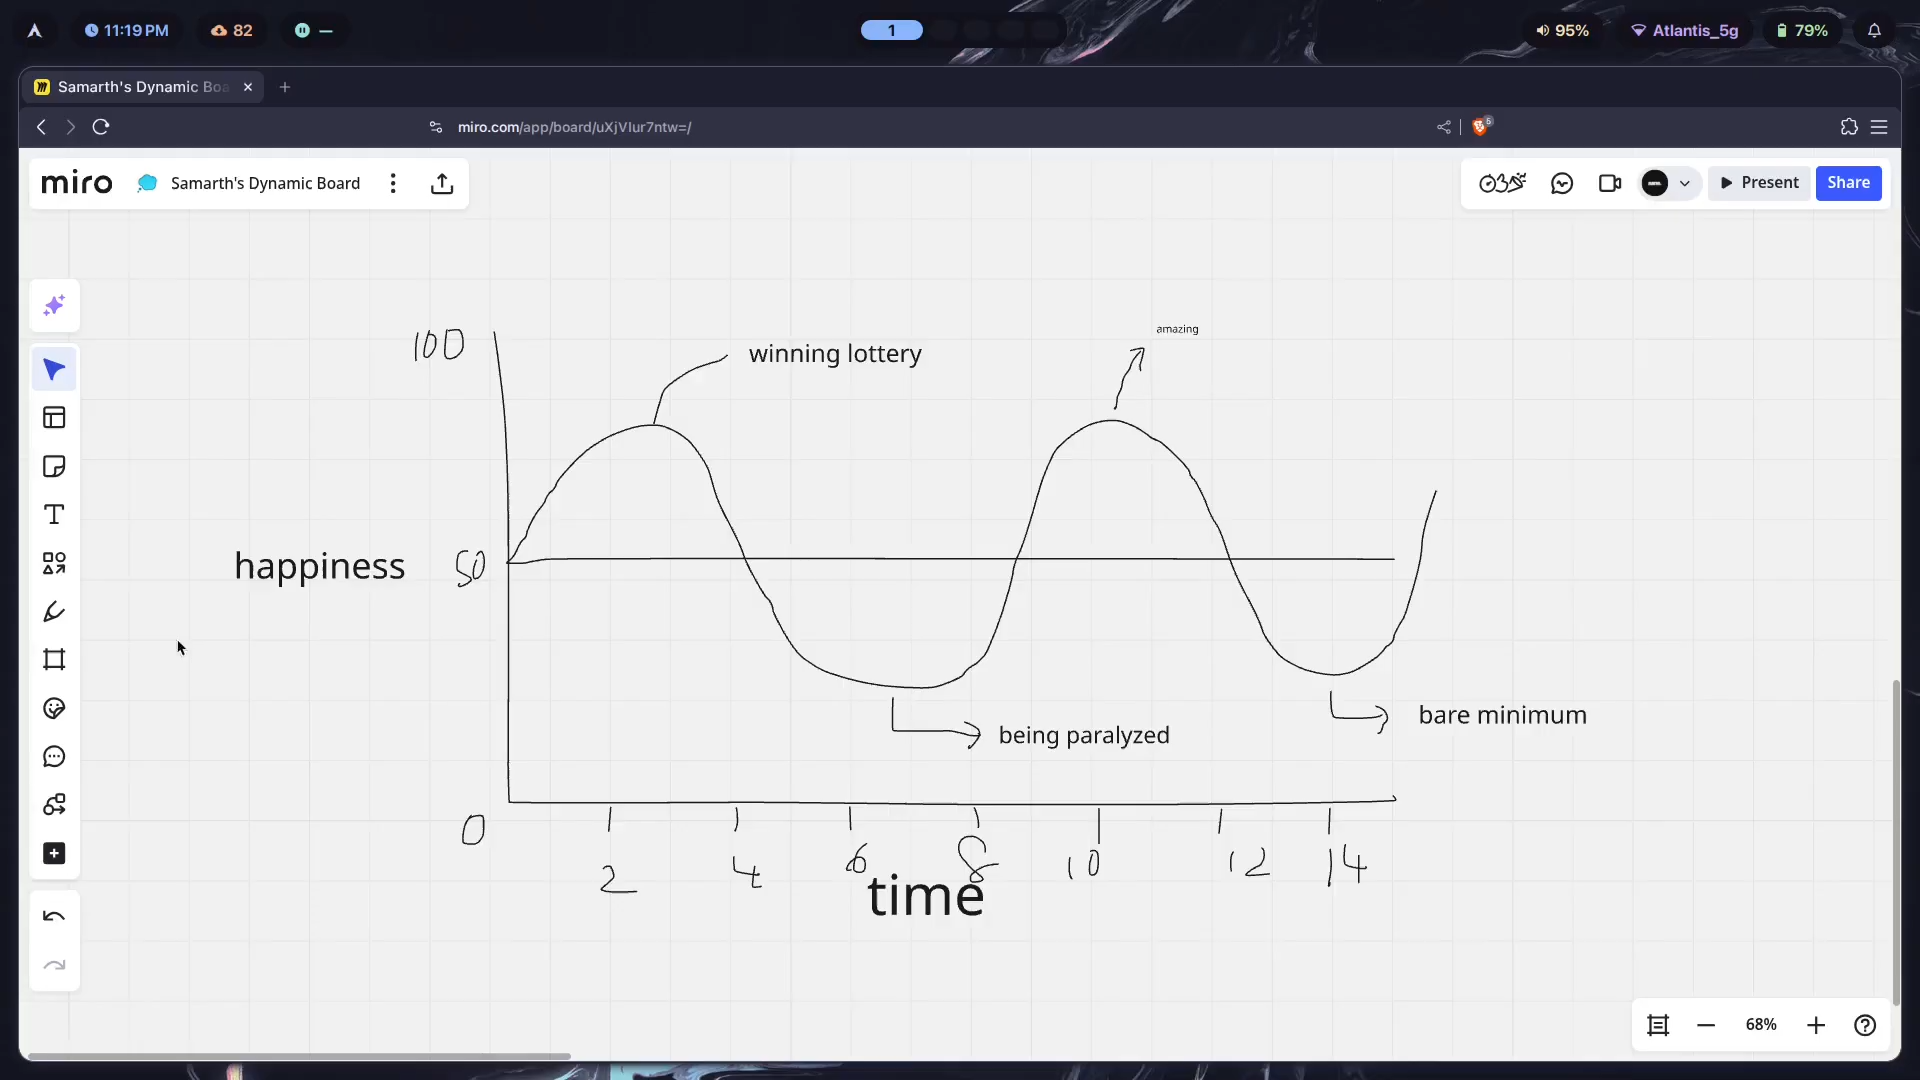 11:19 PM
82
1
95%
Atlantis_5g
79%
Samarth's Dynamic Boa
miro.com/app/board/uXjVIur7ntw=/
5
miro
Samarth's Dynamic Board
Present
Share
amazing
100
winning lottery
happiness
50
being paralyzed
bare minimum
0
2
4
6
8
10
12
14
time
68%